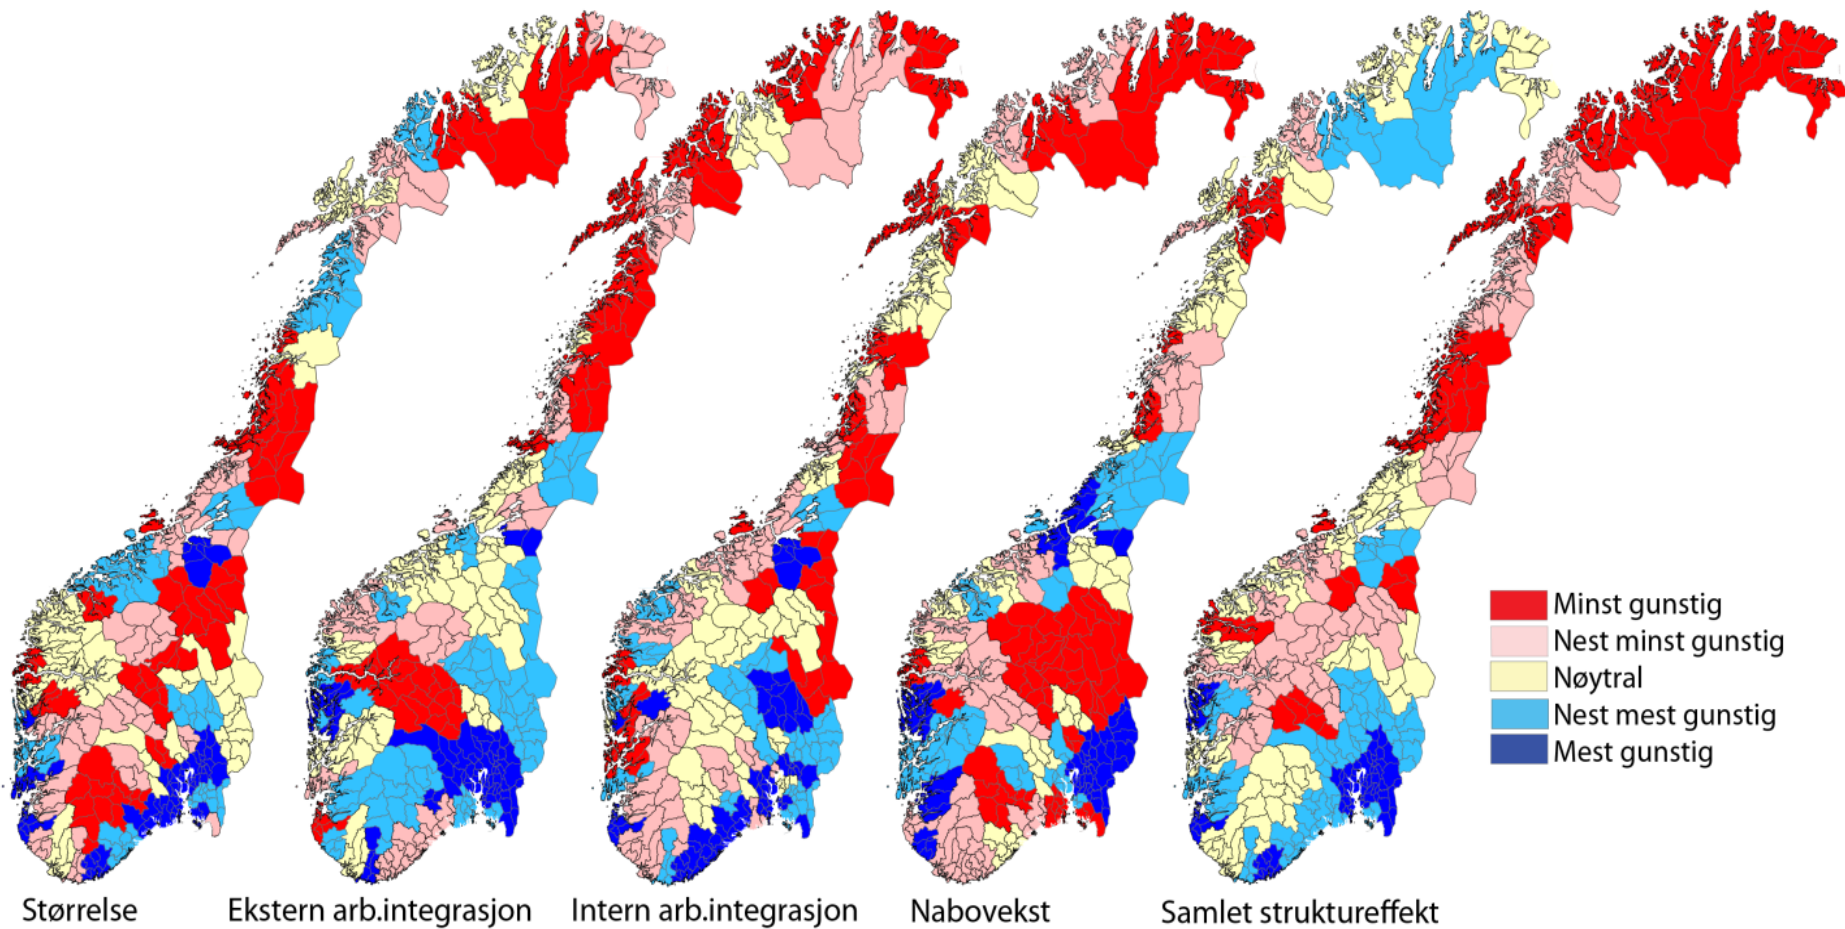 Minst gunstig
Nest minst gunstig
Nøytral
Nest mest gunstig
Mest gunstig
Størrelse
Ekstern arb.integrasjon
Intern arb.integrasjon
Nabovekst
Samlet struktureffekt